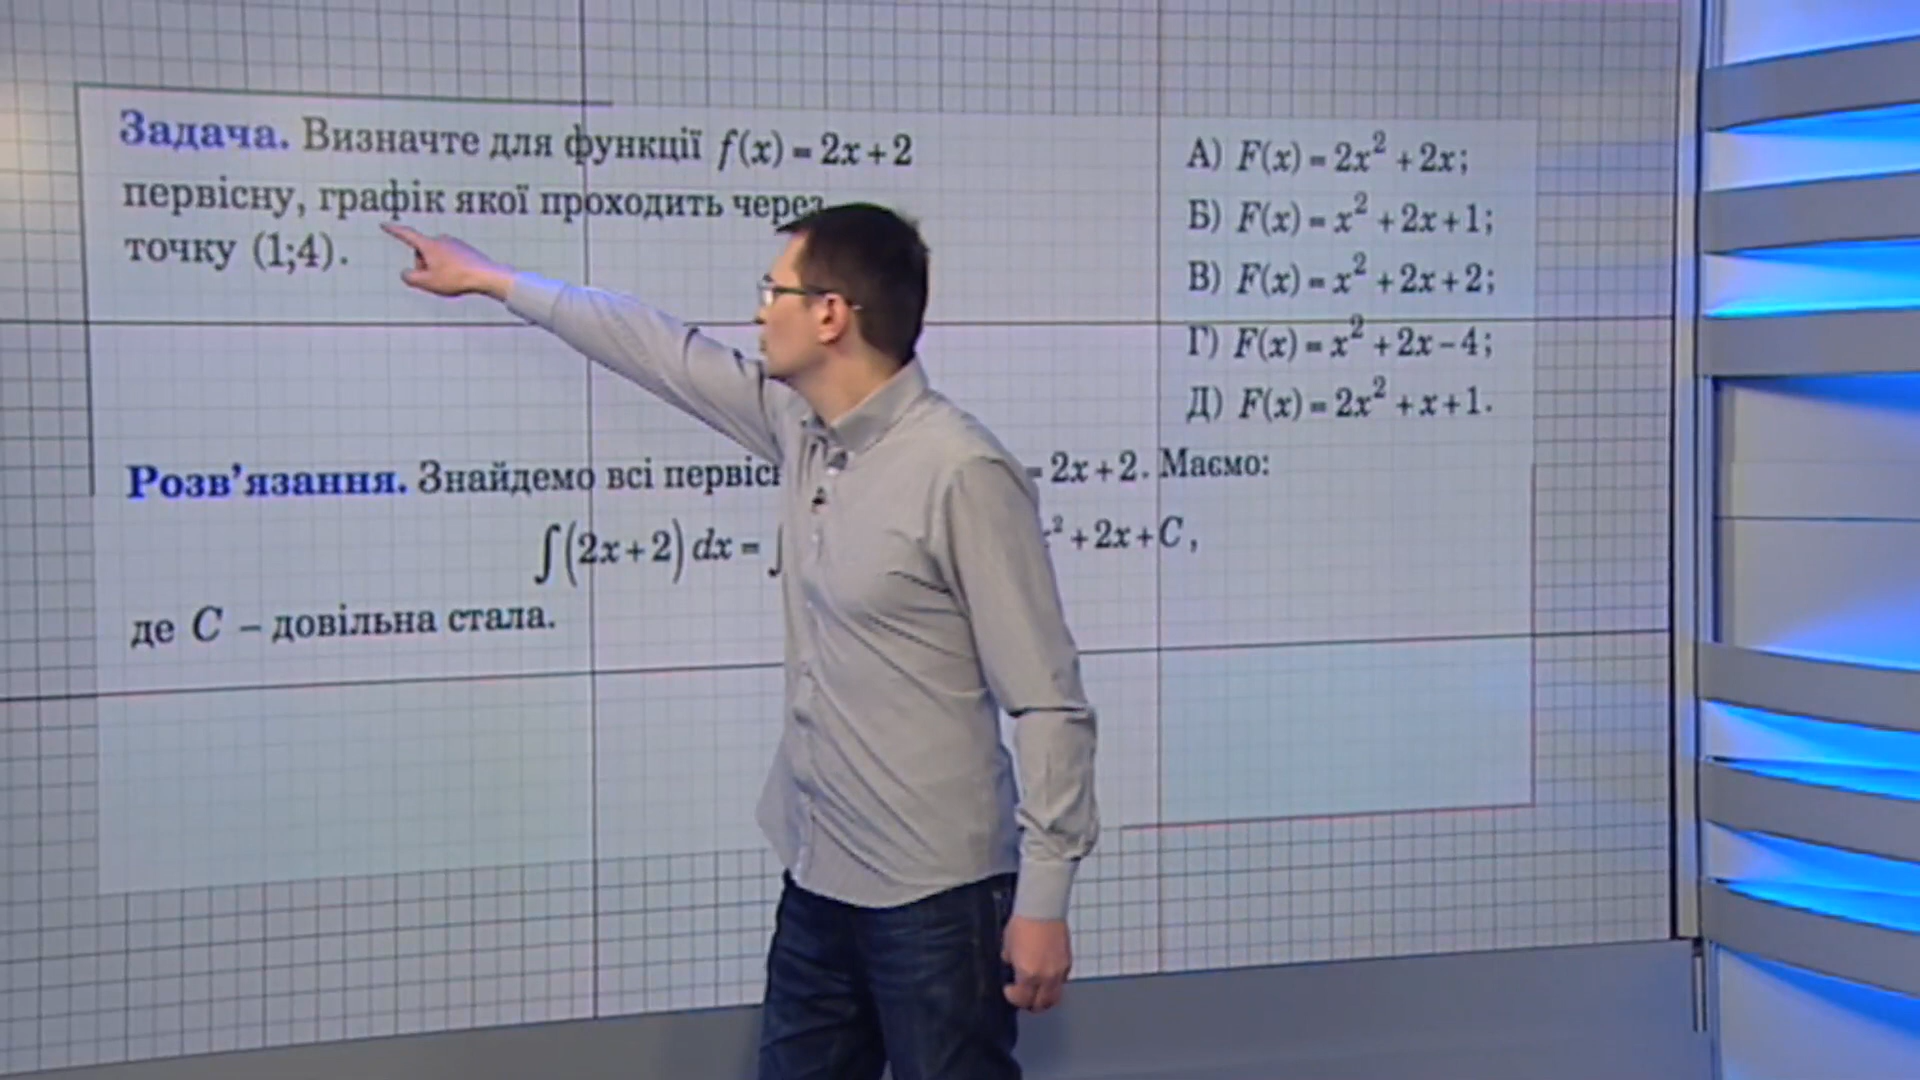 Задача. Визначте для функції f(x) = 2x + 2
первісну, графік якої проходить через
точку (1;4).
А) F(x) = 2x² + 2x;
Б) F(x) = x² + 2x + 1;
В) F(x) = x² + 2x + 2;
Г) F(x) = x² + 2x − 4;
Д) F(x) = 2x² + x + 1.
Розв’язання. Знайдемо всі = 2x + 2. Маємо:
∫(2x + 2) dx = ∫ ² + 2x + C,
де C – довільна стала.